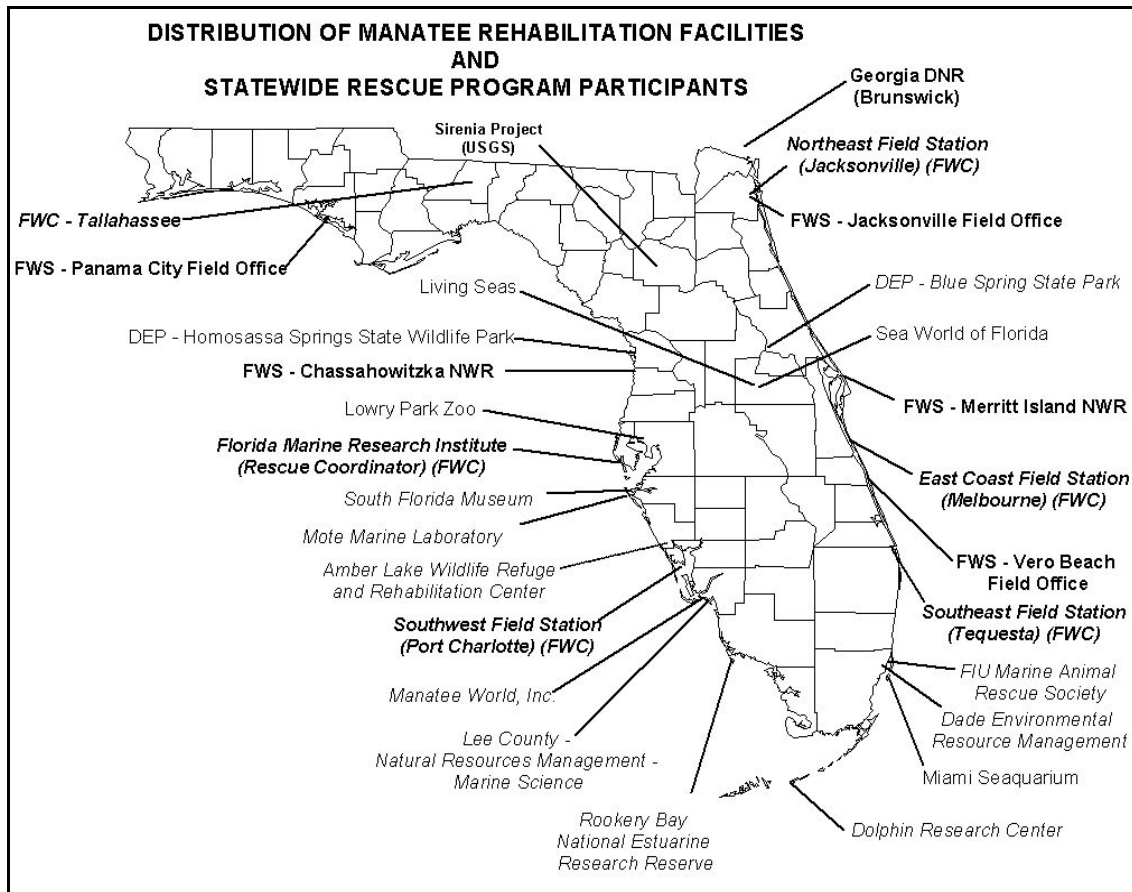 DISTRIBUTION OF MANATEE REHABILITATION FACILITIES
AND
STATEWIDE RESCUE PROGRAM PARTICIPANTS
Georgia DNR
(Brunswick)
Sirenia Project
(USGS)
Northeast Field Station
(Jacksonville) (FWC)
FWC - Tallahassee
FWS - Jacksonville Field Office
FWS - Panama City Field Office
Living Seas
DEP - Blue Spring State Park
DEP - Homosassa Springs State Wildlife Park
Sea World of Florida
FWS - Chassahowitzka NWR
FWS - Merritt Island NWR
Lowry Park Zoo
Florida Marine Research Institute
(Rescue Coordinator) (FWC)
East Coast Field Station
(Melbourne) (FWC)
South Florida Museum
Mote Marine Laboratory
FWS - Vero Beach
Field Office
Amber Lake Wildlife Refuge
and Rehabilitation Center
Southwest Field Station
(Port Charlotte) (FWC)
Southeast Field Station
(Tequesta) (FWC)
FIU Marine Animal
Rescue Society
Manatee World, Inc.
Dade Environmental
Resource Management
Lee County -
Natural Resources Management -
Marine Science
Miami Seaquarium
Rookery Bay
National Estuarine
Research Reserve
Dolphin Research Center